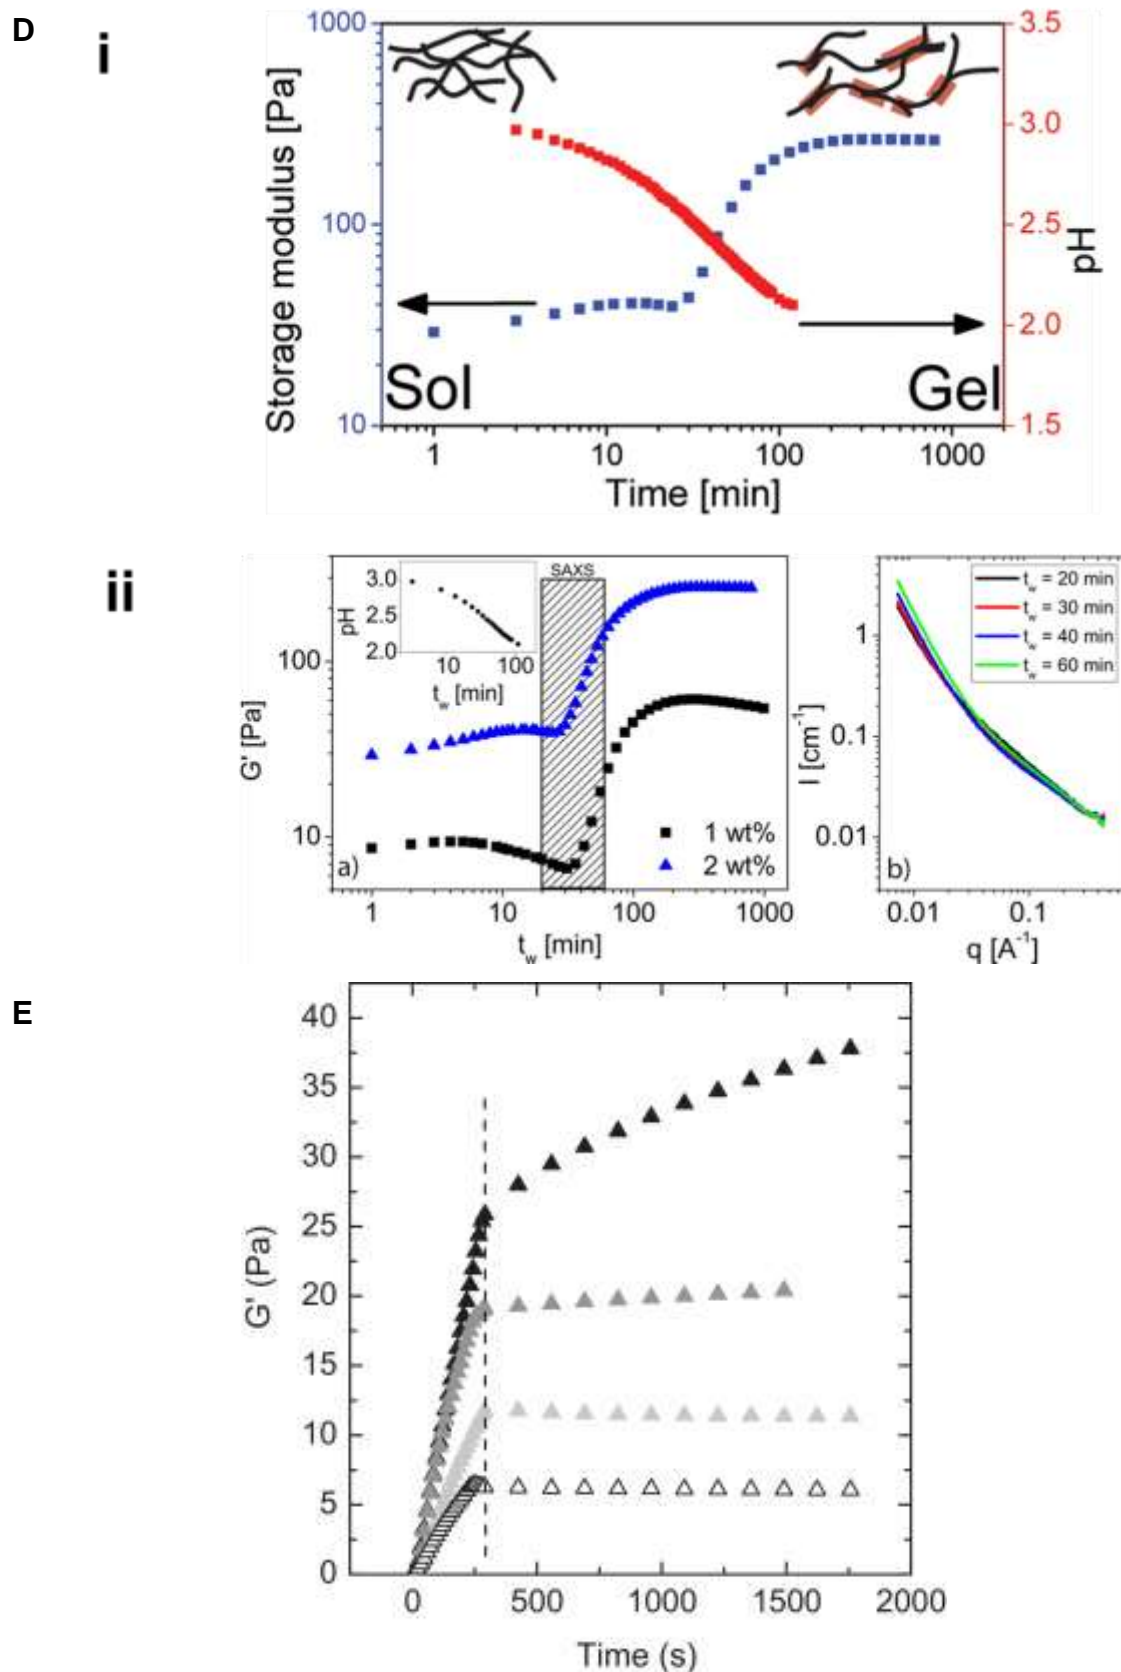 D
i
Storage modulus [Pa]
1000
100
10
Sol
Gel
3.5
3.0
2.5
2.0
1.5
pH
1 10 100 1000
Time [min]
ii
G' [Pa]
100
10
pH
3.0
2.5
2.0
10 100
t_w [min]
SAXS
1 wt%
2 wt%
a)
1 10 100 1000
t_w [min]
I [cm⁻¹]
1
0.1
0.01
t_w = 20 min
t_w = 30 min
t_w = 40 min
t_w = 60 min
b)
0.01 0.1
q [A⁻¹]
E
G' (Pa)
40
35
30
25
20
15
10
5
0
0 500 1000 1500 2000
Time (s)